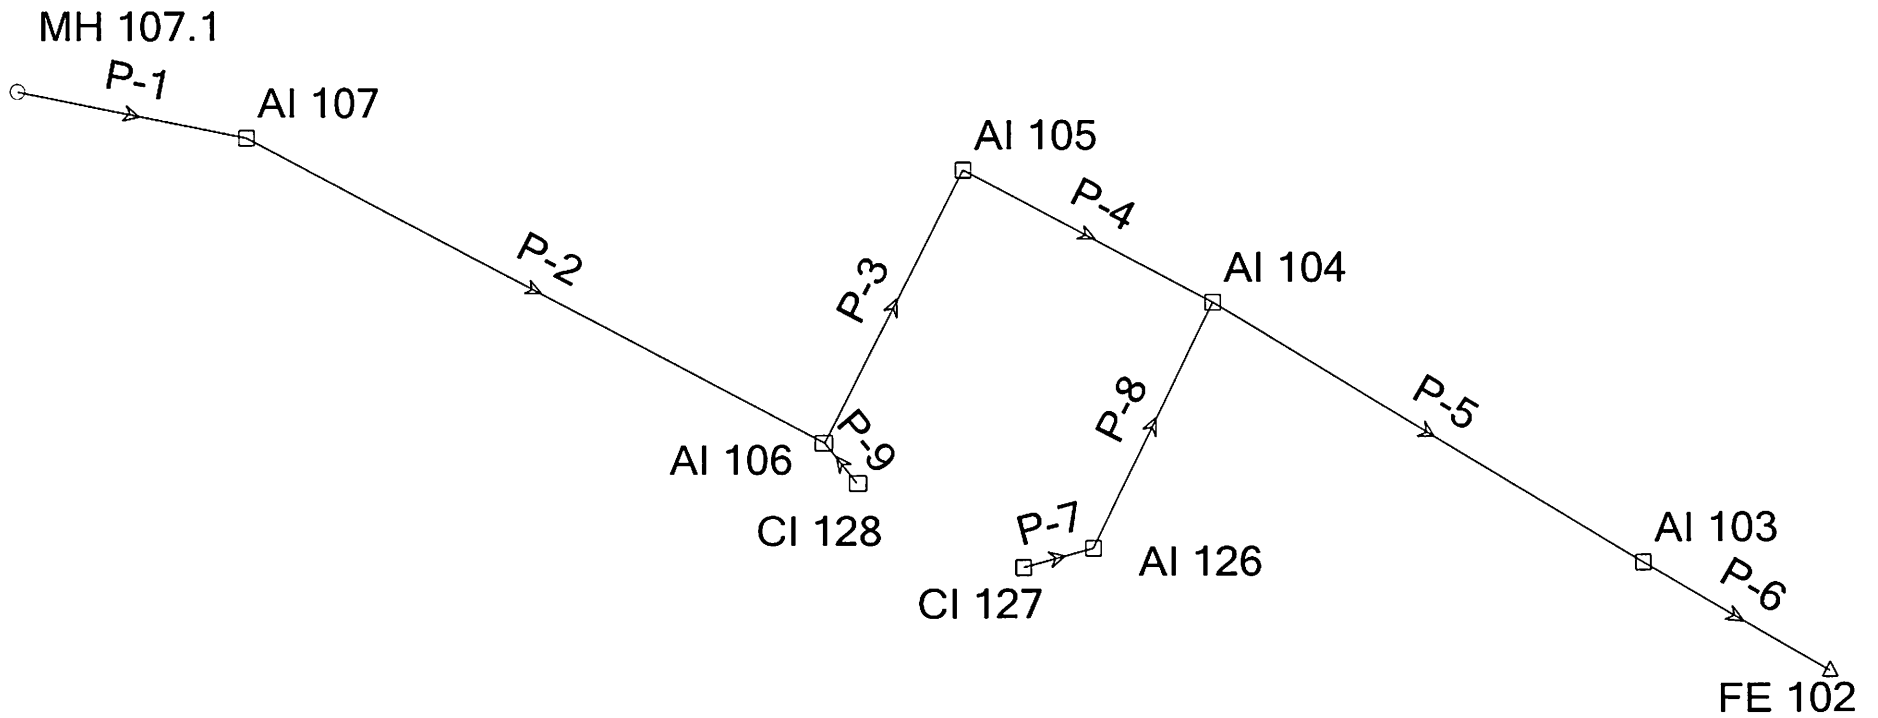 MH 107.1
P-1
AI 107
AI 105
P-4
P-2
P-3
AI 104
P-8
P-5
P-9
AI 106
CI 128
P-7
AI 126
CI 127
AI 103
P-6
FE 102